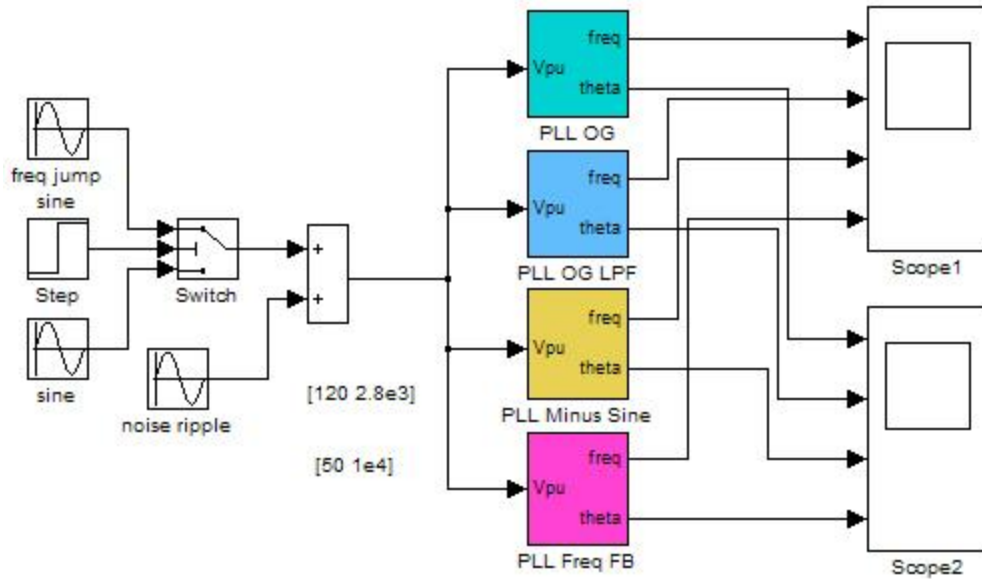 freq jump
sine
Step
sine
Switch
noise ripple
+
+
[120 2.8e3]
[50 1e4]
Vpu
freq
theta
PLL OG
Vpu
freq
theta
PLL OG LPF
Vpu
freq
theta
PLL Minus Sine
Vpu
freq
theta
PLL Freq FB
Scope1
Scope2